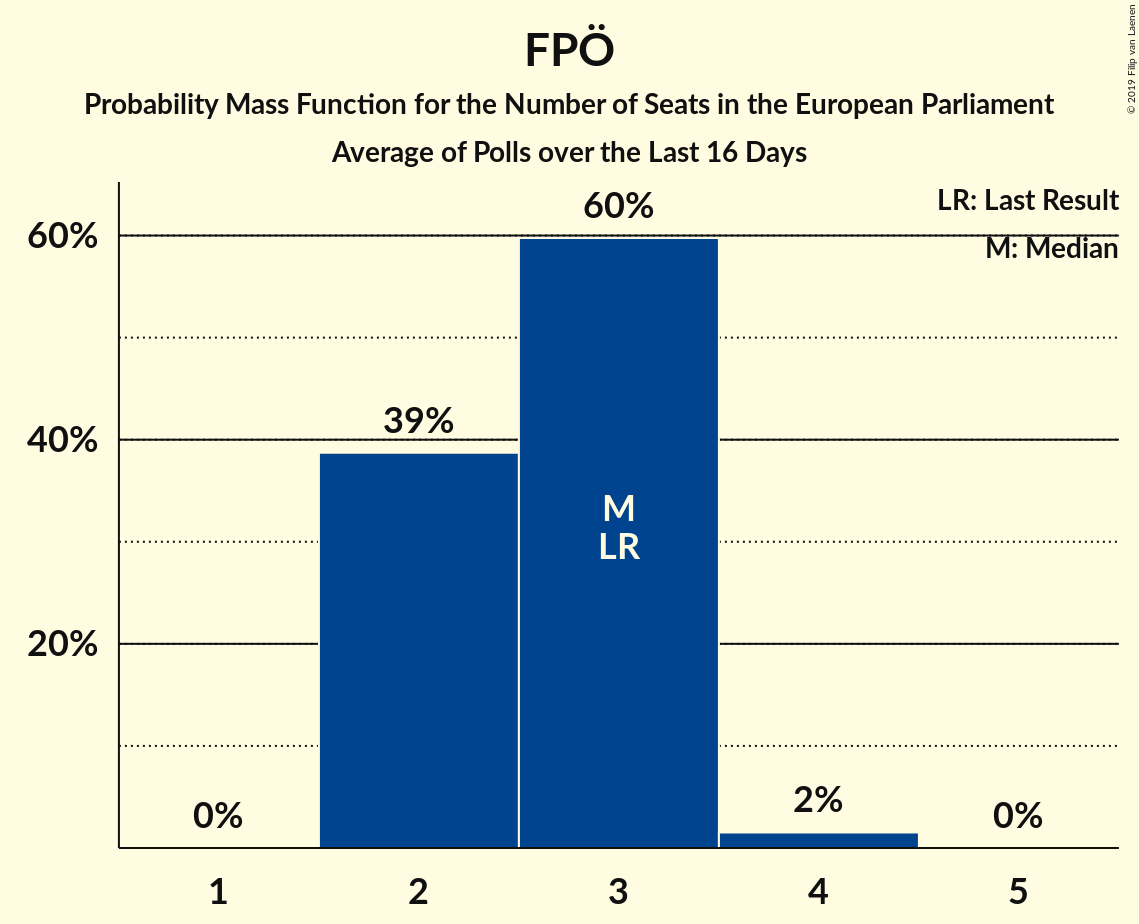 FPÖ
Probability Mass Function for the Number of Seats in the European Parliament
Average of Polls over the Last 16 Days
© 2019 Filip van Laenen
LR: Last Result
M: Median
60%
40%
20%
0%
39%
60%
2%
0%
M
LR
1
2
3
4
5